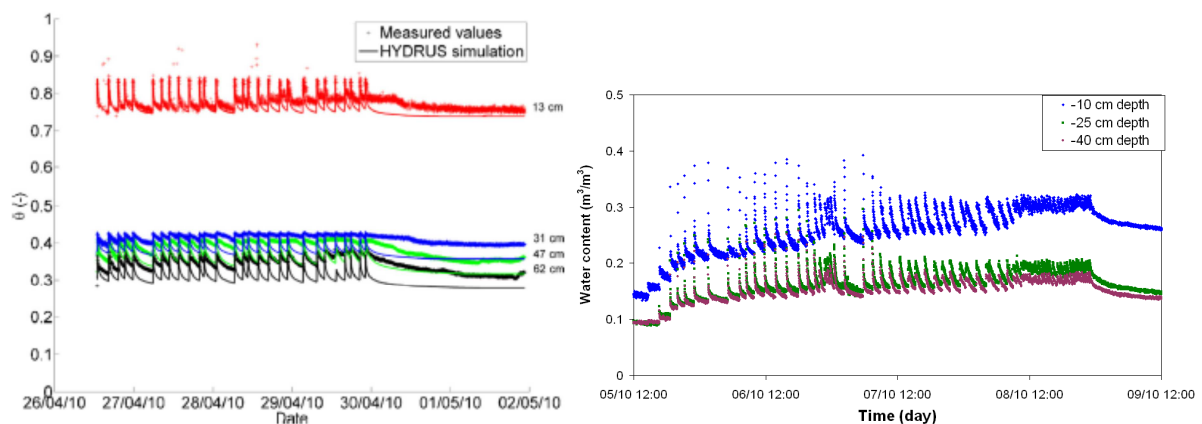 1
0.9
0.8
0.7
0.6
0.5
0.4
0.3
0.2
0.1
0
θ (-)
Measured values
HYDRUS simulation
13 cm
31 cm
47 cm
62 cm
26/04/10 27/04/10 28/04/10 29/04/10 30/04/10 01/05/10 02/05/10
Date
0.5
0.4
0.3
0.2
0.1
0
Water content (m³/m³)
-10 cm depth
-25 cm depth
-40 cm depth
05/10 12:00 06/10 12:00 07/10 12:00 08/10 12:00 09/10 12:00
Time (day)